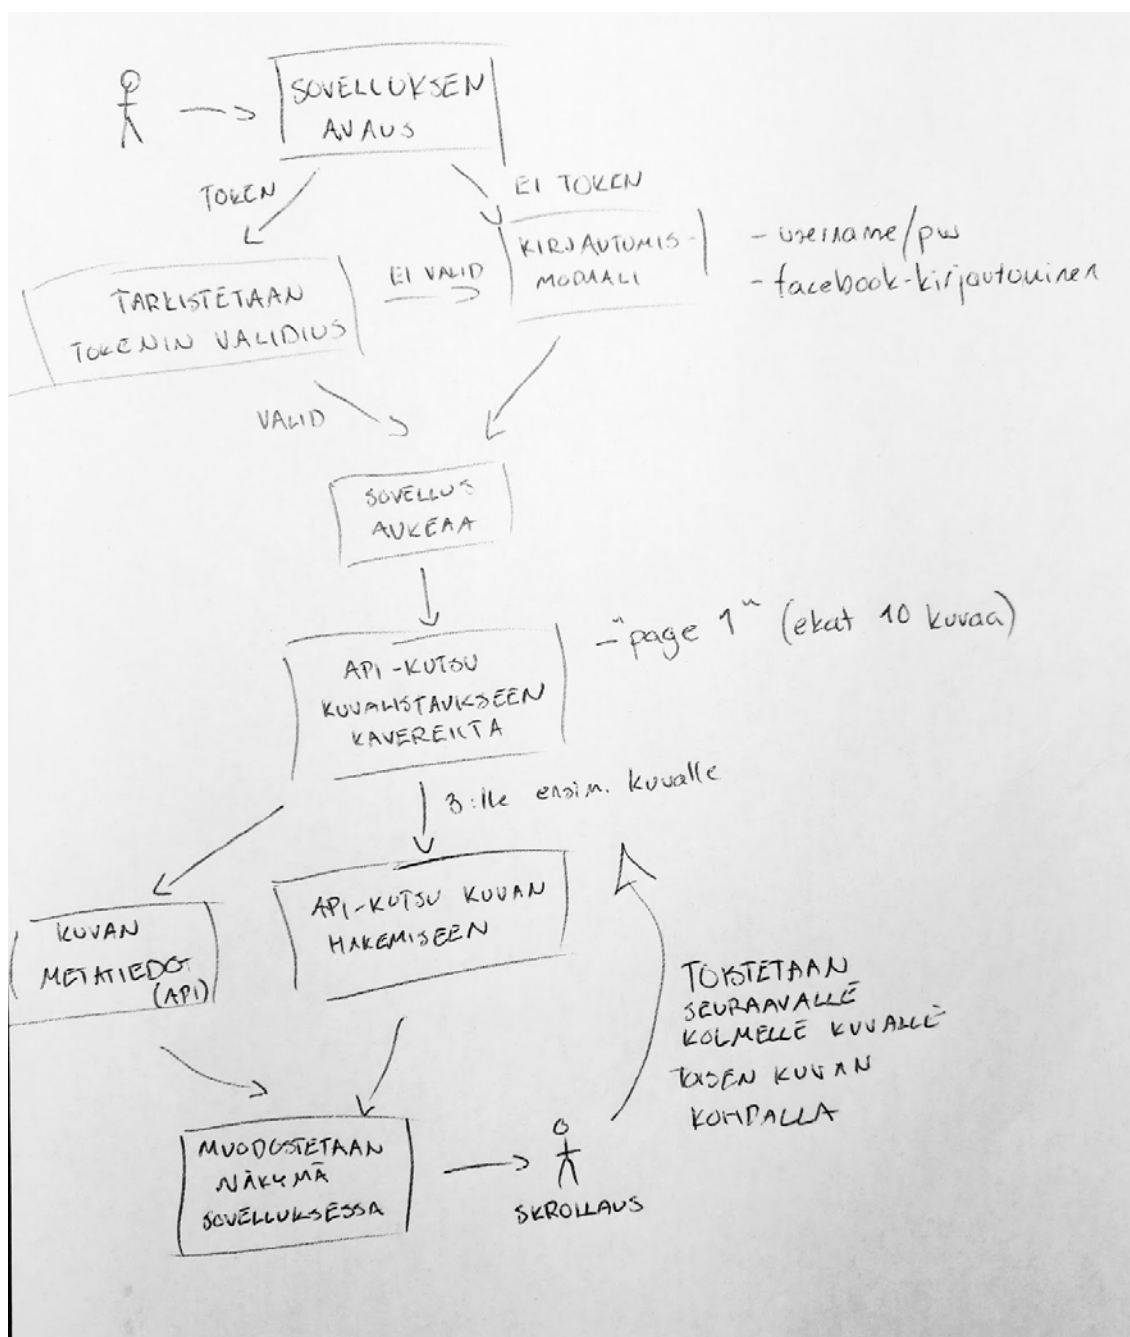 SOVELLUKSEN
AVAUS
TOKEN
EI TOKEN
KIRJAUTUMIS-
MODAALI
- username/pw
- facebook-kirjautuminen
EI VALID
TARKISTETAAN
TOKENIN VALIDIUS
VALID
SOVELLUS
AUKEAA
API-KUTSU
KUVALISTAUKSEEN
KAVEREILTA
- "page 1" (ekat 10 kuvaa)
3:lle ensim. kuvalle
KUVAN
METATIEDOT
(API)
API-KUTSU KUVAN
HAKEMISEEN
TOISTETAAN
SEURAAVALLE
KOLMELLE KUVALLE
TOISEN KUVAN
KOHDALLA
MUODOSTETAAN
NÄKYMÄ
SOVELLUKSESSA
SKROLLAUS